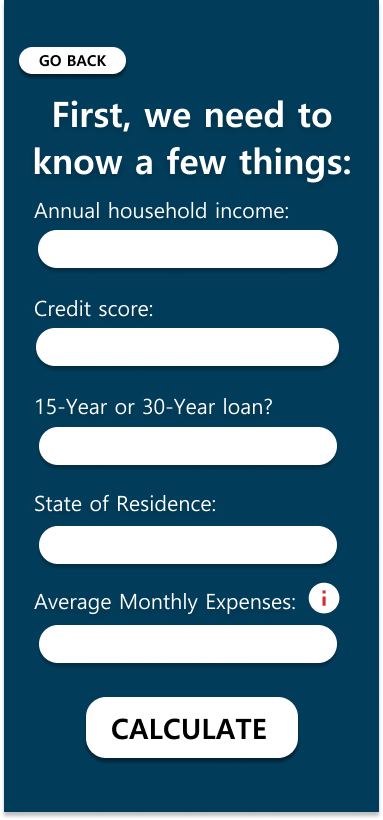 GO BACK
First, we need to
know a few things:
Annual household income:
Credit score:
15-Year or 30-Year loan?
State of Residence:
Average Monthly Expenses: i
CALCULATE